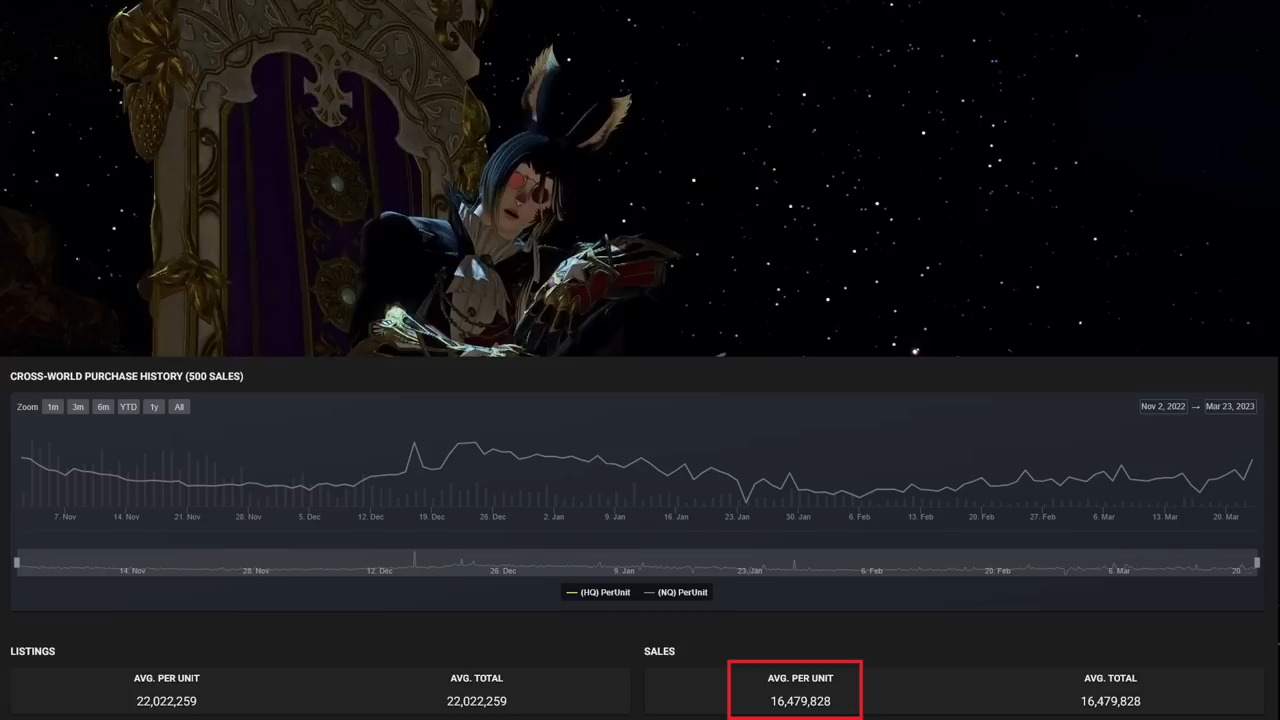 CROSS-WORLD PURCHASE HISTORY (500 SALES)
Zoom 1m 3m 6m YTD 1y All Nov 2, 2022 → Mar 23, 2023
7. Nov 14. Nov 21. Nov 28. Nov 5. Dec 12. Dec 19. Dec 26. Dec 2. Jan 9. Jan 16. Jan 23. Jan 30. Jan 6. Feb 13. Feb 20. Feb 27. Feb 6. Mar 13. Mar 20. Mar
14. Nov 28. Nov 12. Dec 26. Dec 9. Jan 23. Jan 6. Feb 20. Feb 6. Mar 20.
(HQ) PerUnit (NQ) PerUnit
LISTINGS SALES
AVG. PER UNIT AVG. TOTAL AVG. PER UNIT AVG. TOTAL
22,022,259 22,022,259 16,479,828 16,479,828